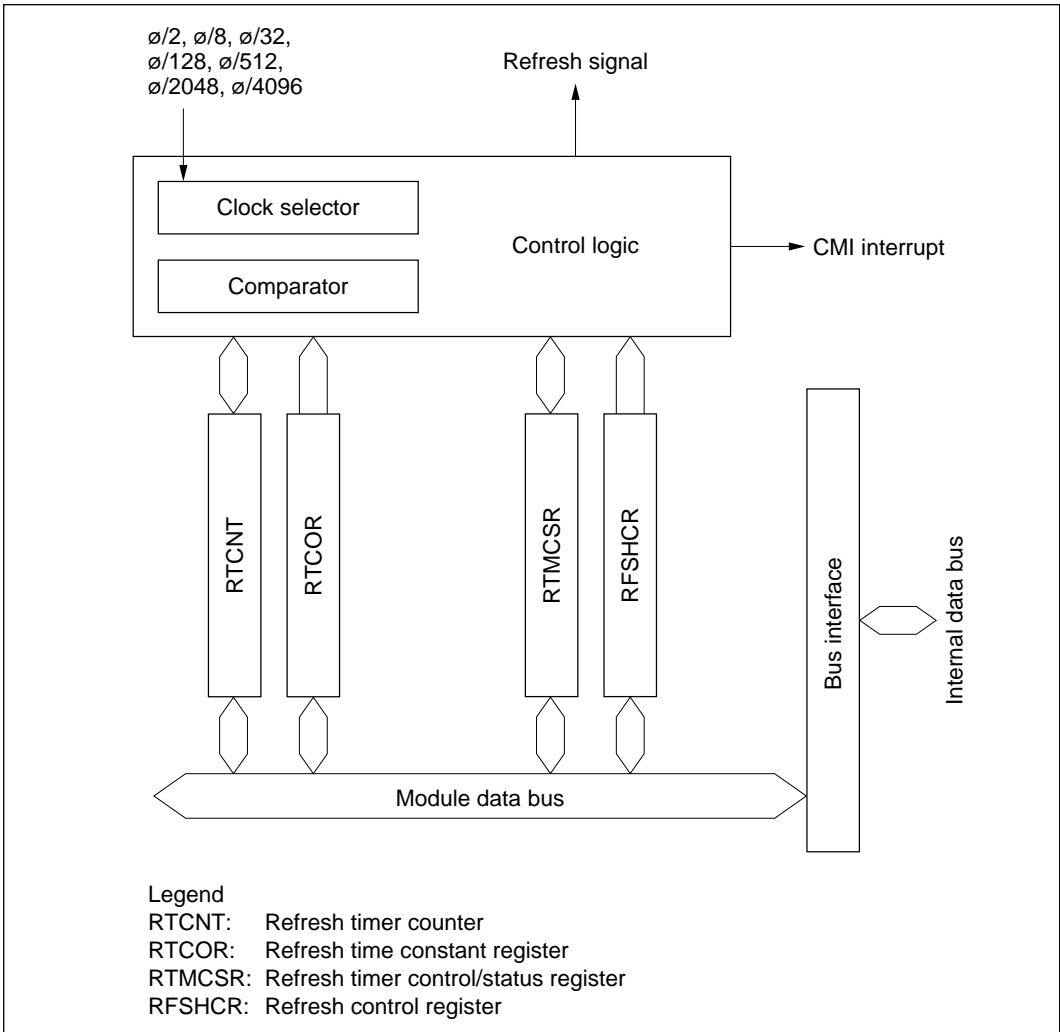 ø/2, ø/8, ø/32,
ø/128, ø/512,
ø/2048, ø/4096
Refresh signal
Clock selector
Control logic
CMI interrupt
Comparator
RTCNT
RTCOR
RTMCSR
RFSHCR
Bus interface
Internal data bus
Module data bus
Legend
RTCNT: Refresh timer counter
RTCOR: Refresh time constant register
RTMCSR: Refresh timer control/status register
RFSHCR: Refresh control register